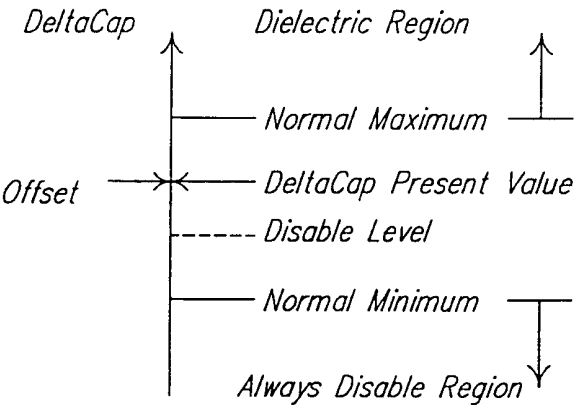 DeltaCap
Dielectric Region
Normal Maximum
Offset
DeltaCap Present Value
Disable Level
Normal Minimum
Always Disable Region